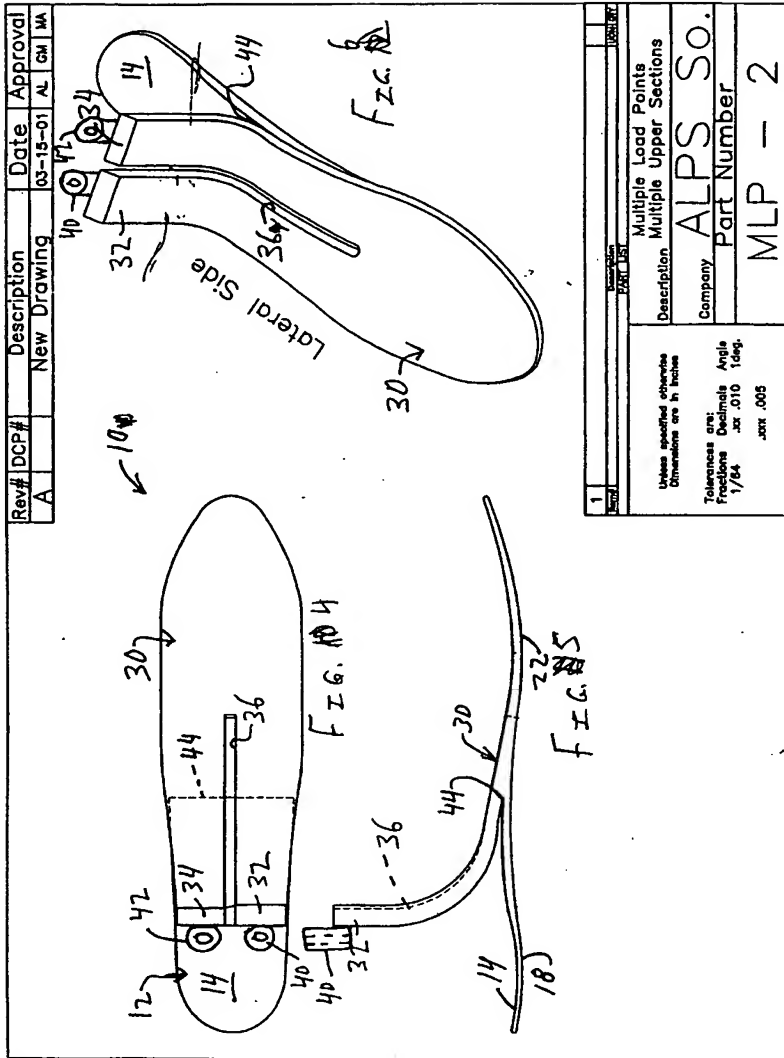 Rev# DCP# Description Date Approval
A New Drawing 03-15-01 AL GM MA
10
12
14
42
34
32
40
44
36
30
FIG. 4
40
32
36
44
30
14
18
22
FIG. 5
40
42
34
14
32
36
44
30
Lateral Side
FIG. 6
1
Item# Description
PART LIST
Unless specified otherwise
Dimensions are in Inches
Tolerances are:
Fractions Decimals Angle
1/64 .xx .010 1deg.
.xxx .005
Multiple Load Points
Multiple Upper Sections
Description
Company ALPS So.
Part Number
MLP - 2